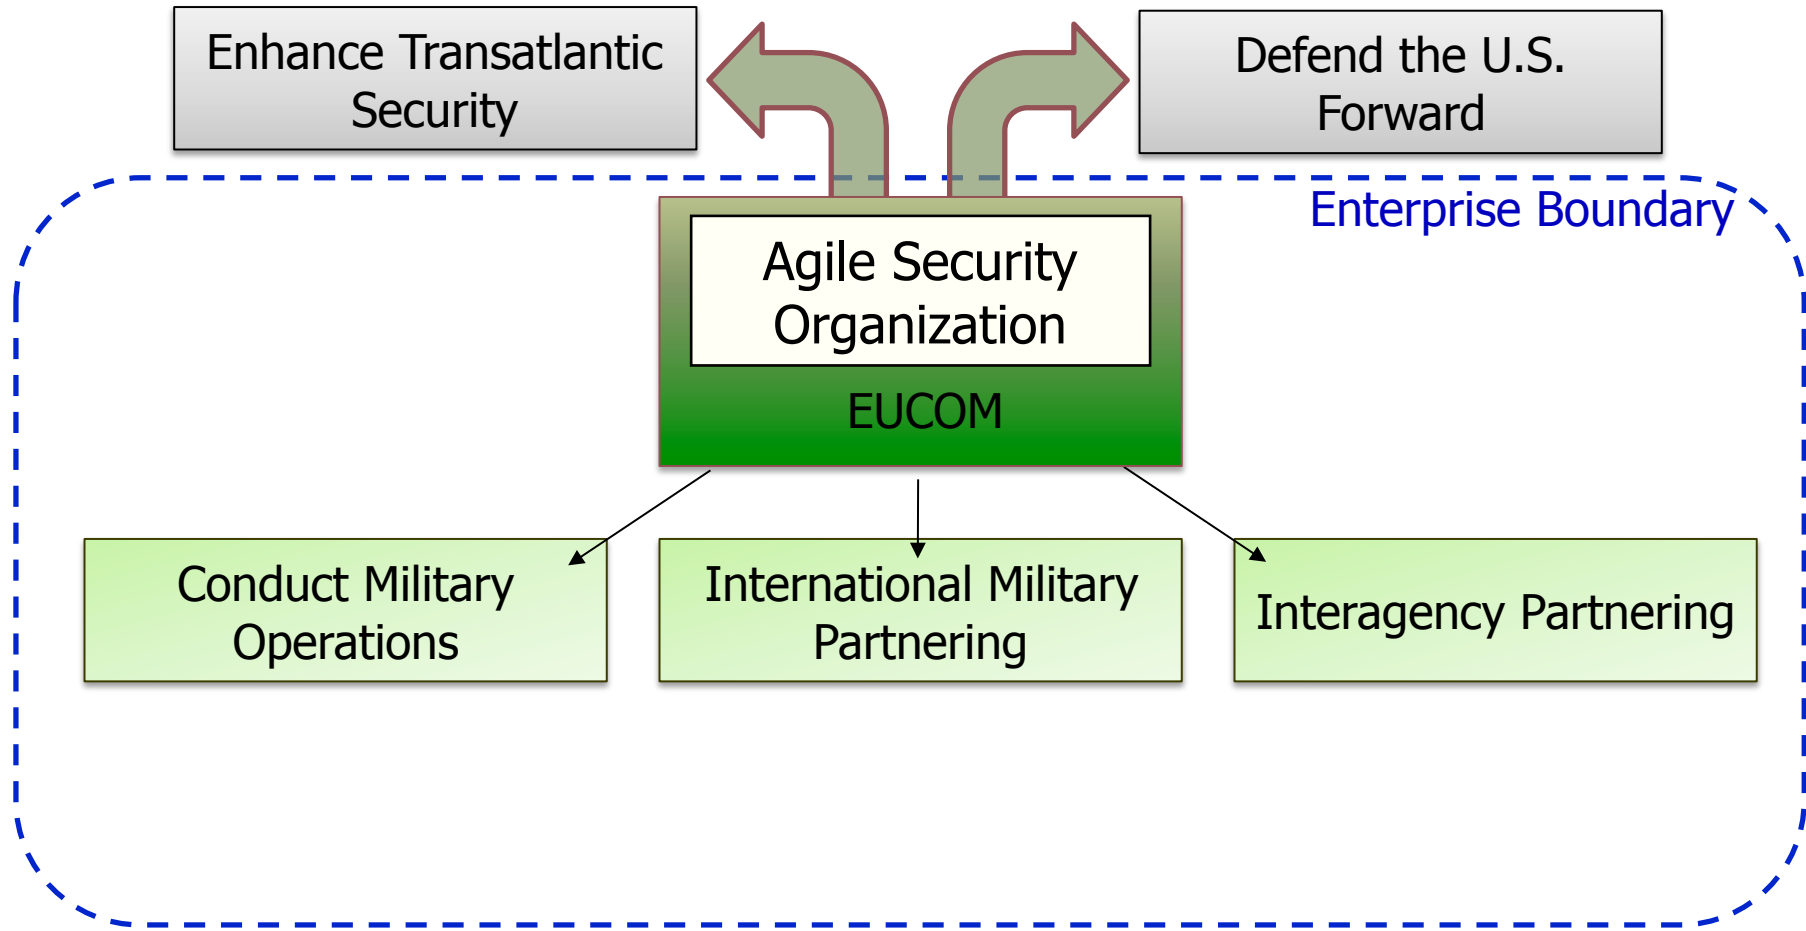 Enhance Transatlantic
Security
Defend the U.S.
Forward
Enterprise Boundary
Agile Security
Organization
EUCOM
Conduct Military
Operations
International Military
Partnering
Interagency Partnering